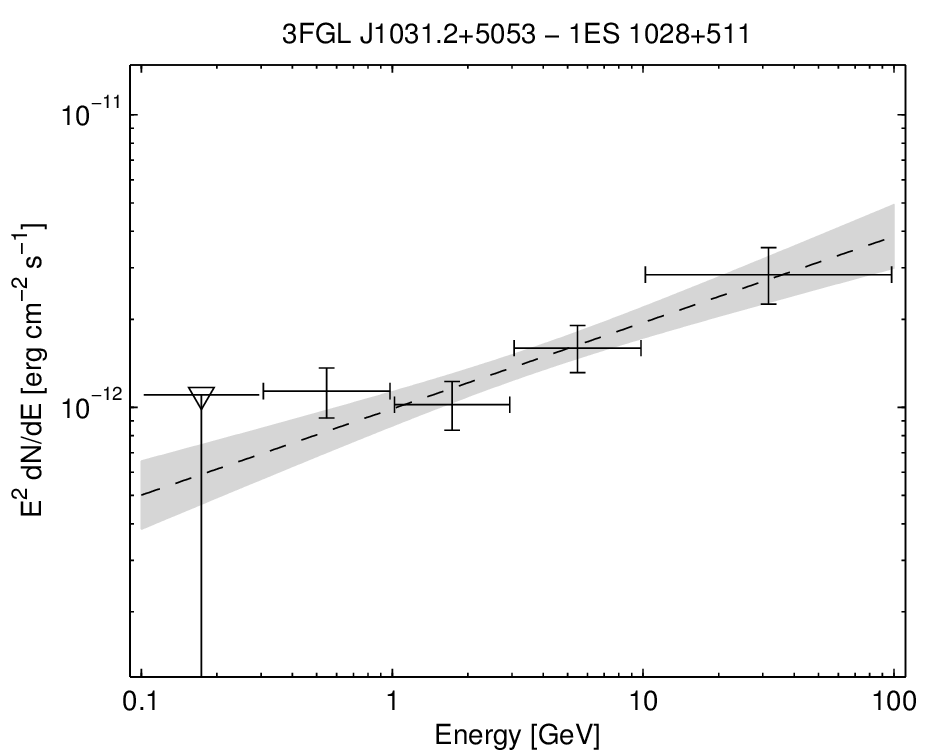 3FGL J1031.2+5053 − 1ES 1028+511
E² dN/dE [erg cm⁻² s⁻¹]
10⁻¹¹
10⁻¹²
0.1 1 10 100
Energy [GeV]